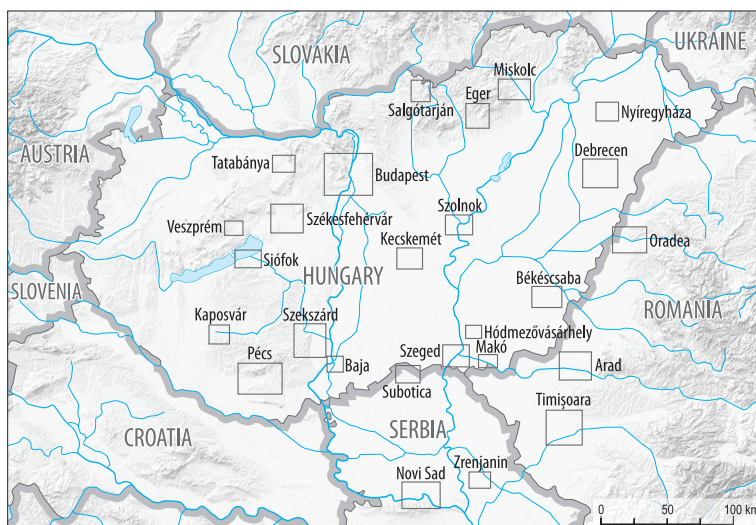 SLOVAKIA
UKRAINE
Miskolc
Salgótarján
Eger
Nyíregyháza
AUSTRIA
Tatabánya
Budapest
Debrecen
Veszprém
Székesfehérvár
Szolnok
Kecskemét
Oradea
Siófok
HUNGARY
SLOVENIA
Békéscsaba
ROMANIA
Kaposvár
Szekszárd
Hódmezővásárhely
Pécs
Baja
Szeged
Makó
Arad
Subotica
Timișoara
CROATIA
SERBIA
Novi Sad
Zrenjanin
0 50 100 km